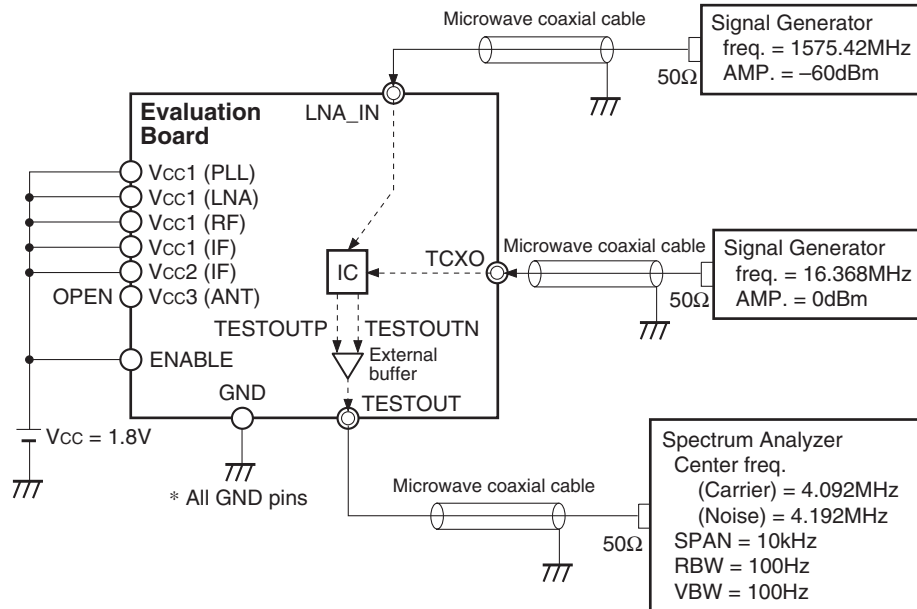 Microwave coaxial cable
Signal Generator
freq. = 1575.42MHz
AMP. = –60dBm
50Ω
LNA_IN
Evaluation
Board
VCC1 (PLL)
VCC1 (LNA)
VCC1 (RF)
VCC1 (IF)
VCC2 (IF)
OPEN
VCC3 (ANT)
ENABLE
IC
TCXO
Microwave coaxial cable
Signal Generator
freq. = 16.368MHz
AMP. = 0dBm
50Ω
TESTOUTP
TESTOUTN
External
buffer
GND
TESTOUT
VCC = 1.8V
* All GND pins
Microwave coaxial cable
50Ω
Spectrum Analyzer
Center freq.
(Carrier) = 4.092MHz
(Noise) = 4.192MHz
SPAN = 10kHz
RBW = 100Hz
VBW = 100Hz